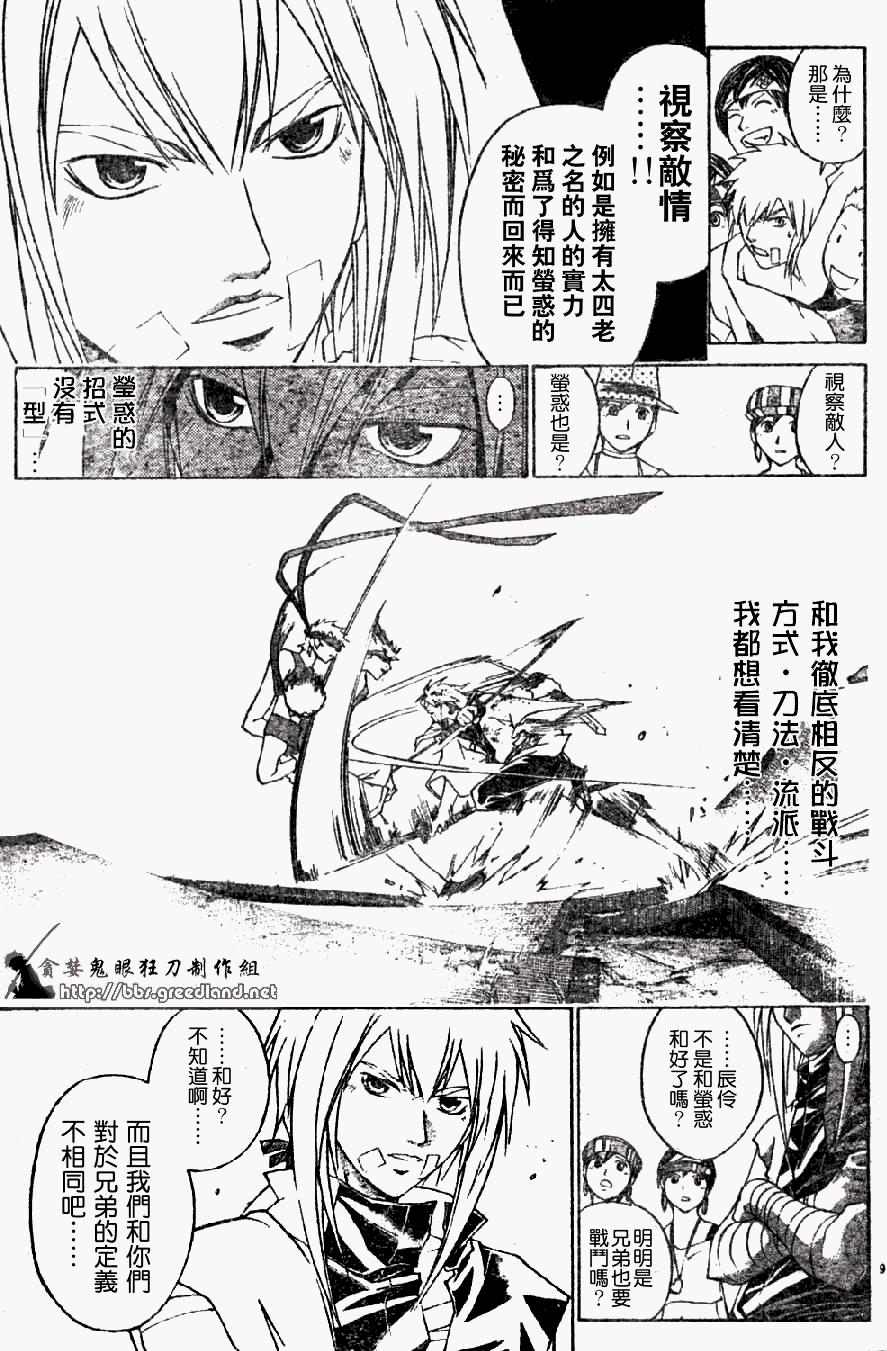 為什麼？
那是……
視察敵情
……!!
例如是擁有太四老
之名的人的實力
和爲了得知螢惑的
秘密而回來而已
視察敵人？
螢惑也是？
…
螢惑的
招式
沒有
「型」…
和我徹底相反的戰斗
方式・刀法・流派……
我都想看清楚……
貪婪鬼眼狂刀制作組
http://bbs.greedland.net
…
……辰伶
不是和螢惑
和好了嗎？
明明是
兄弟也要
戰鬥嗎？
……和好？
不知道啊……
而且我們和你們
對於兄弟的定義
不相同吧……
9